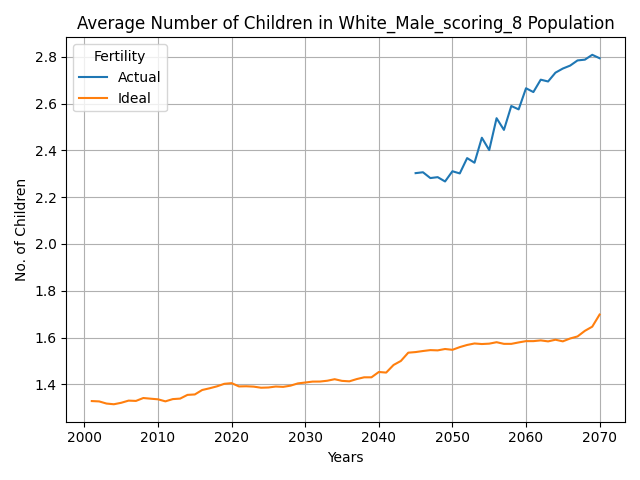 Average Number of Children in White_Male_scoring_8 Population
Fertility
Actual
Ideal
No. of Children
2.8
2.6
2.4
2.2
2.0
1.8
1.6
1.4
2000 2010 2020 2030 2040 2050 2060 2070
Years